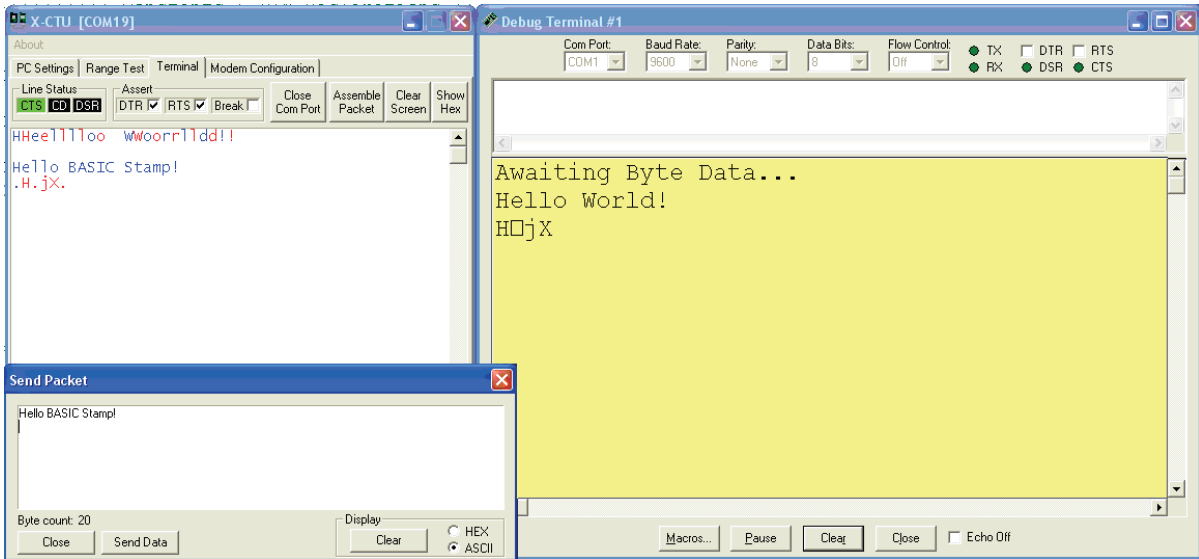 X-CTU [COM19]
About
PC Settings Range Test Terminal Modem Configuration
Line Status
CTS CD DSR
Assert
DTR RTS Break
Close Com Port
Assemble Packet
Clear Screen
Show Hex
HHeelllloo WWoorrlldd!!
Hello BASIC Stamp!
.H.jX.
Send Packet
Hello BASIC Stamp!
Byte count: 20
Close Send Data
Display
Clear
HEX
ASCII
Debug Terminal #1
Com Port: Baud Rate: Parity: Data Bits: Flow Control:
COM1 9600 None 8 Off
TX DTR RTS
RX DSR CTS
Awaiting Byte Data...
Hello World!
H□jX
Macros... Pause Clear Close Echo Off